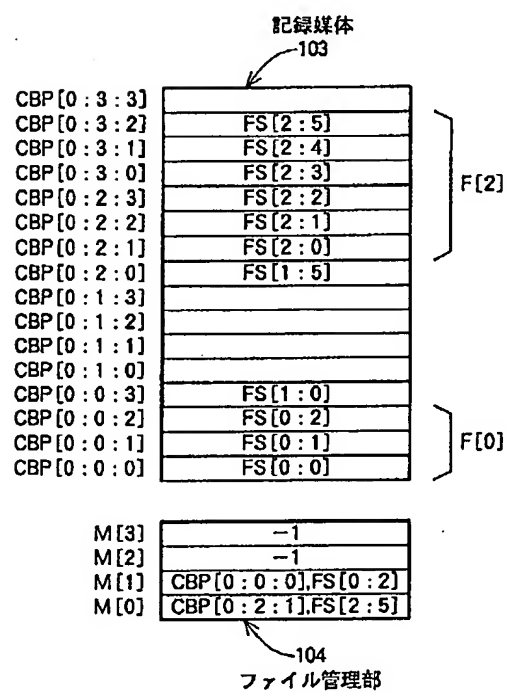 記録媒体
103
CBP[0:3:3]
CBP[0:3:2] FS[2:5]
CBP[0:3:1] FS[2:4]
CBP[0:3:0] FS[2:3]
CBP[0:2:3] FS[2:2]
CBP[0:2:2] FS[2:1]
CBP[0:2:1] FS[2:0]
F[2]
CBP[0:2:0] FS[1:5]
CBP[0:1:3]
CBP[0:1:2]
CBP[0:1:1]
CBP[0:1:0]
CBP[0:0:3] FS[1:0]
CBP[0:0:2] FS[0:2]
CBP[0:0:1] FS[0:1]
CBP[0:0:0] FS[0:0]
F[0]
M[3] -1
M[2] -1
M[1] CBP[0:0:0],FS[0:2]
M[0] CBP[0:2:1],FS[2:5]
104
ファイル管理部